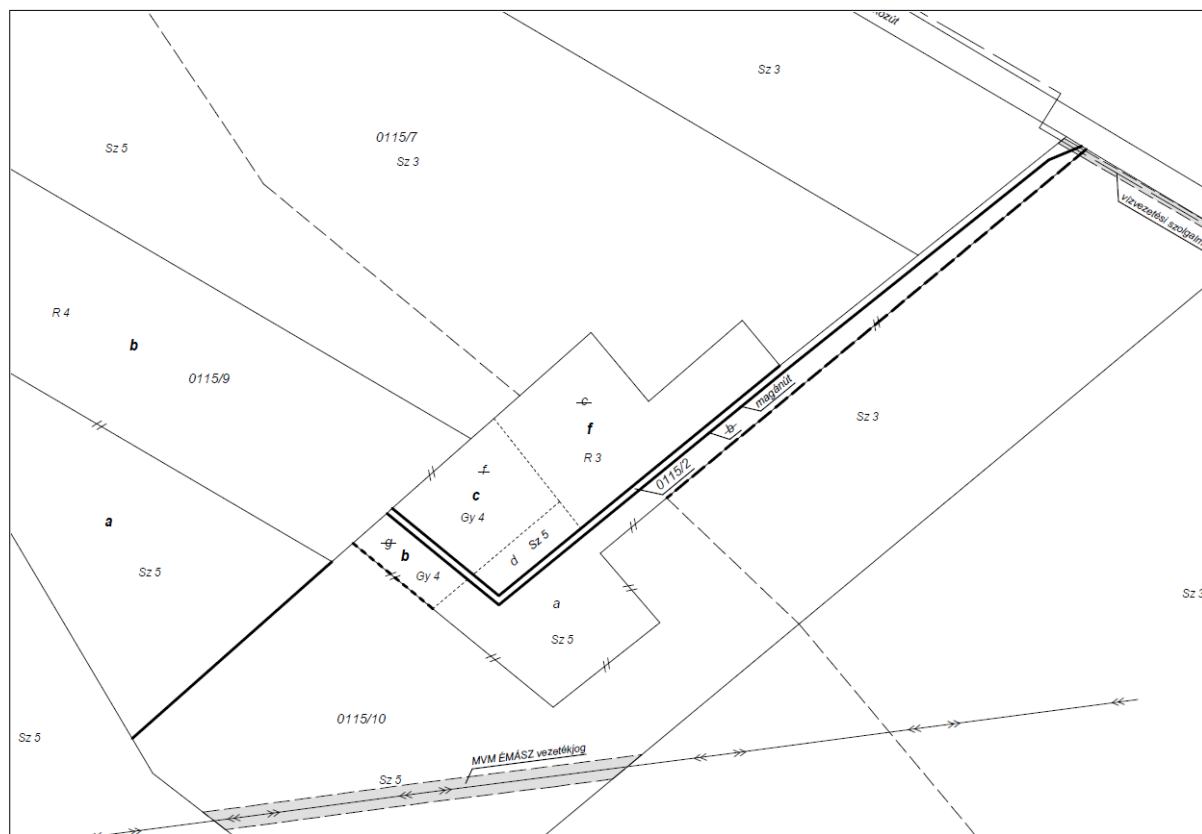 Sz 3
0115/7
Sz 3
Sz 5
vízvezetési
R 4
b
0115/9
c
f
R 3
magánút
b
0115/2
Sz 3
f
c
Gy 4
a
Sz 5
g
b
Gy 4
d
Sz 5
a
Sz 5
Sz 3
0115/10
Sz 5
MVM ÉMÁSZ vezetékjog
Sz 5